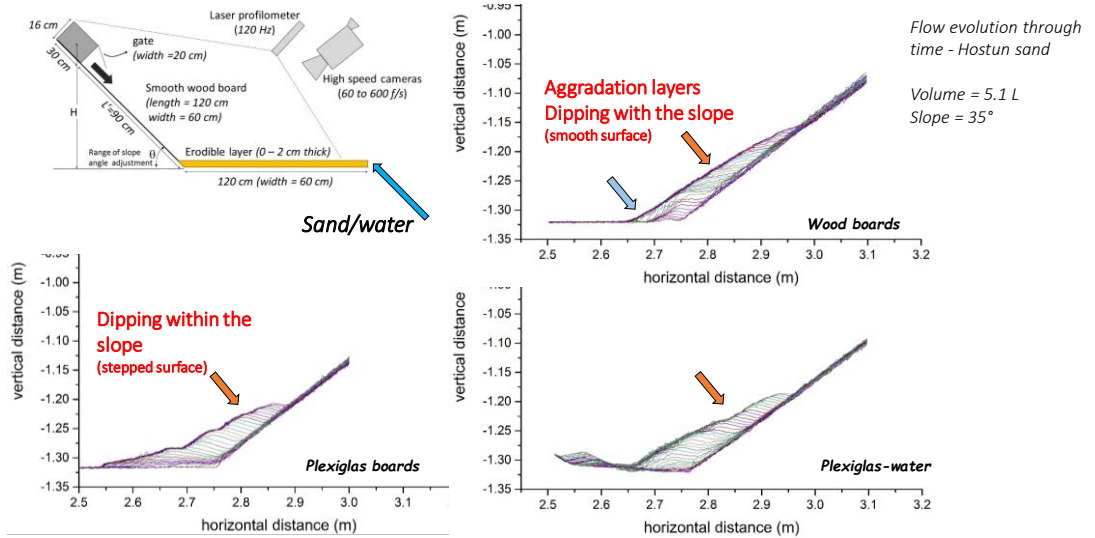 16 cm
30 cm
gate
(width =20 cm)
Laser profilometer
(120 Hz)
High speed cameras
(60 to 600 f/s)
H
L'=90 cm
Smooth wood board
(length = 120 cm
width = 60 cm)
Range of slope
angle adjustment
θ
Erodible layer (0 – 2 cm thick)
120 cm (width = 60 cm)
Sand/water
vertical distance (m)
-0.95
-1.00
-1.05
-1.10
-1.15
-1.20
-1.25
-1.30
-1.35
Aggradation layers
Dipping with the slope
(smooth surface)
Wood boards
2.5 2.6 2.7 2.8 2.9 3.0 3.1 3.2
horizontal distance (m)
Flow evolution through
time - Hostun sand
Volume = 5.1 L
Slope = 35°
vertical distance (m)
-1.00
-1.05
-1.10
-1.15
-1.20
-1.25
-1.30
-1.35
Dipping within the
slope
(stepped surface)
Plexiglas boards
2.5 2.6 2.7 2.8 2.9 3.0 3.1
horizontal distance (m)
vertical distance (m)
-1.05
-1.10
-1.15
-1.20
-1.25
-1.30
-1.35
Plexiglas-water
2.5 2.6 2.7 2.8 2.9 3.0 3.1 3.2
horizontal distance (m)